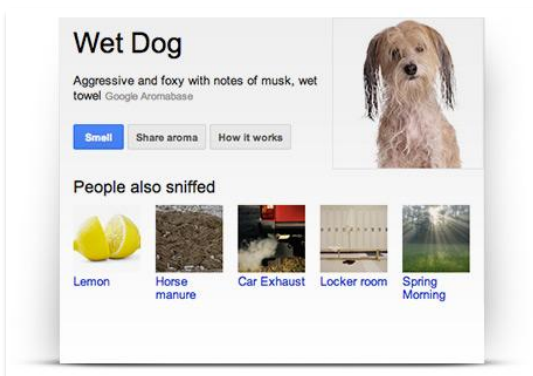 Wet Dog
Aggressive and foxy with notes of musk, wet
towel Google Aromabase
Smell
Share aroma
How it works
People also sniffed
Lemon
Horse
manure
Car Exhaust
Locker room
Spring
Morning